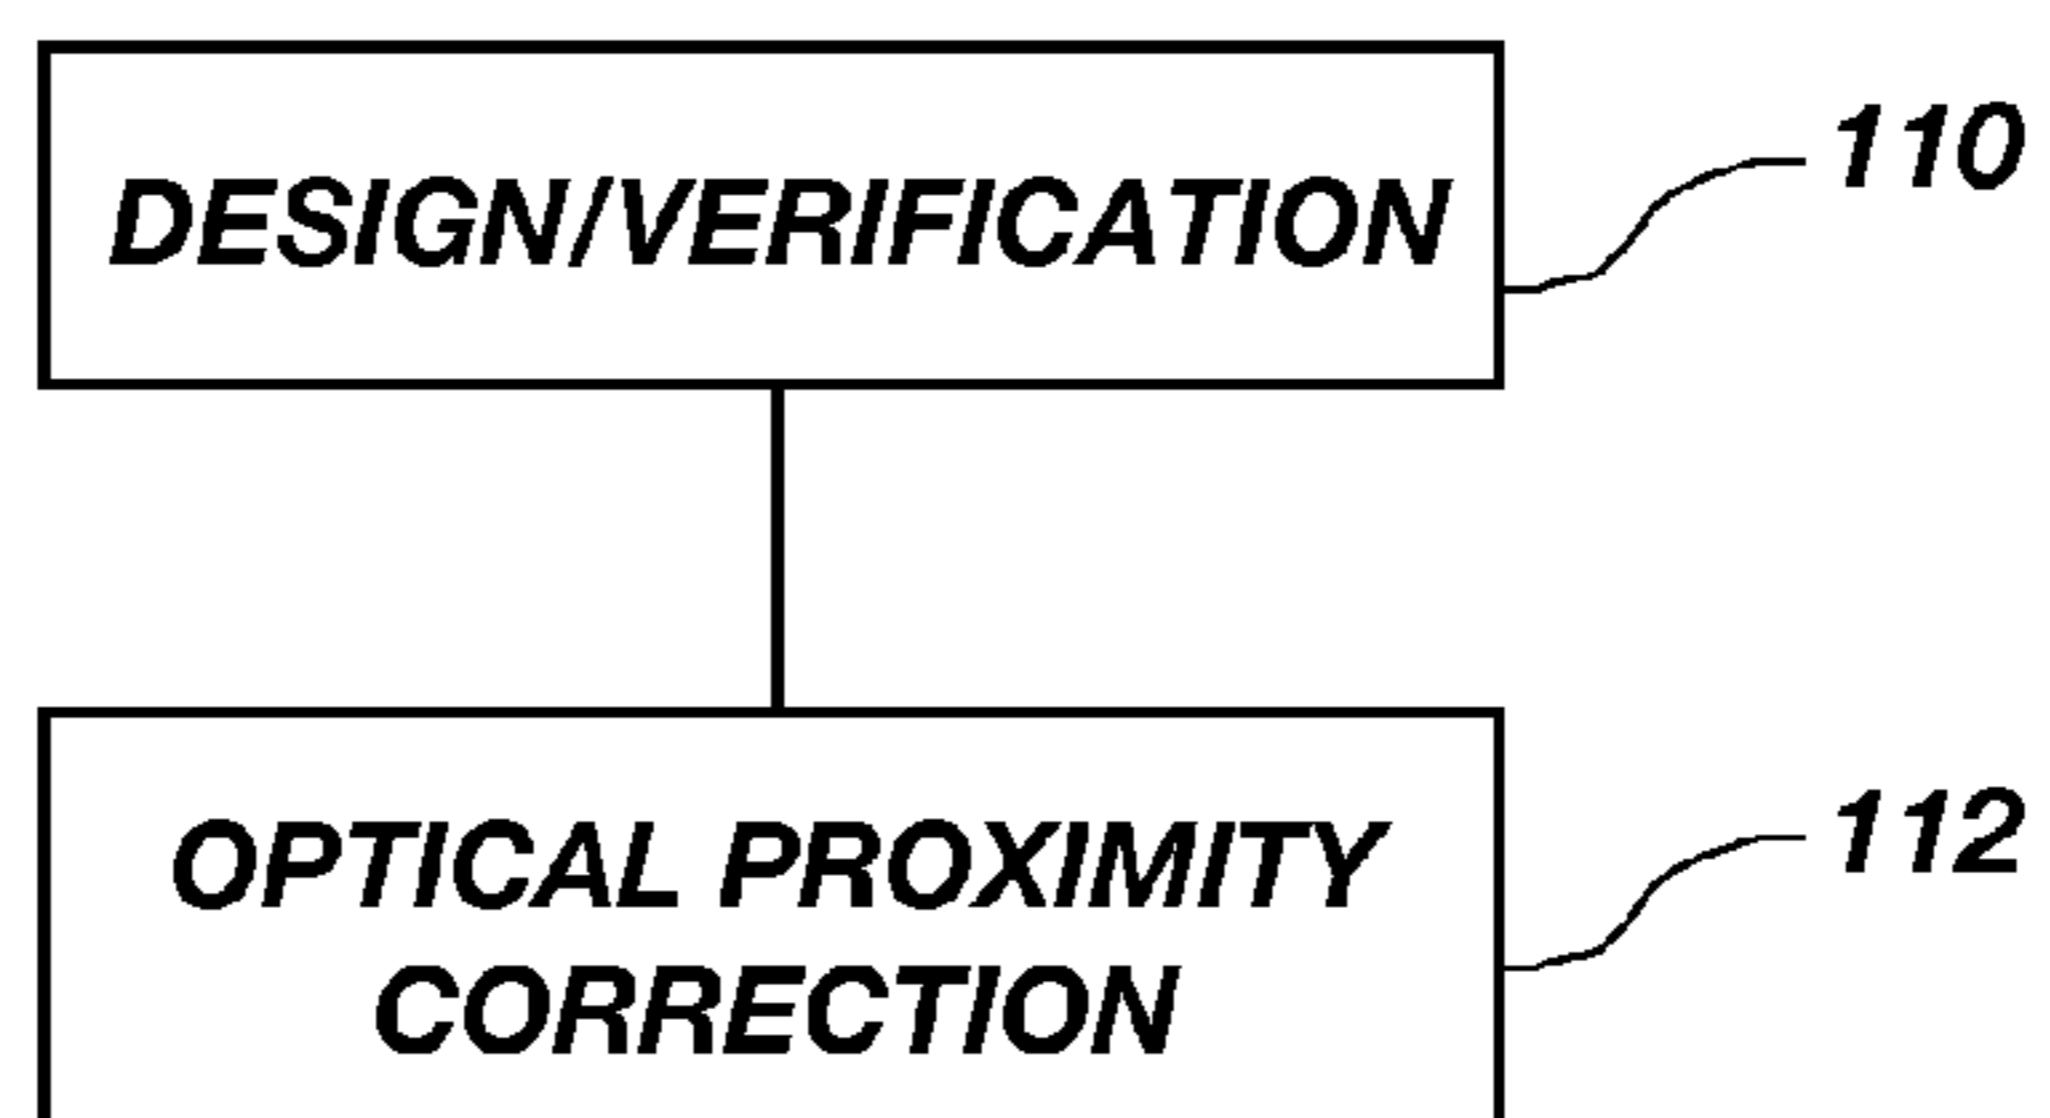 DESIGN/VERIFICATION
110
OPTICAL PROXIMITY
CORRECTION
112